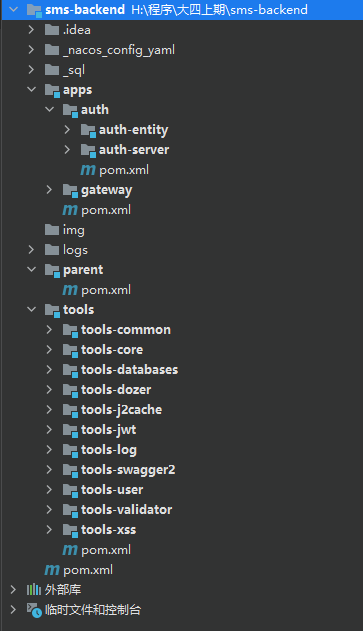 sms-backend H:\程序\大四上期\sms-backend
.idea
_nacos_config_yaml
_sql
apps
auth
auth-entity
auth-server
m pom.xml
gateway
m pom.xml
img
logs
parent
m pom.xml
tools
tools-common
tools-core
tools-databases
tools-dozer
tools-j2cache
tools-jwt
tools-log
tools-swagger2
tools-user
tools-validator
tools-xss
m pom.xml
m pom.xml
外部库
临时文件和控制台